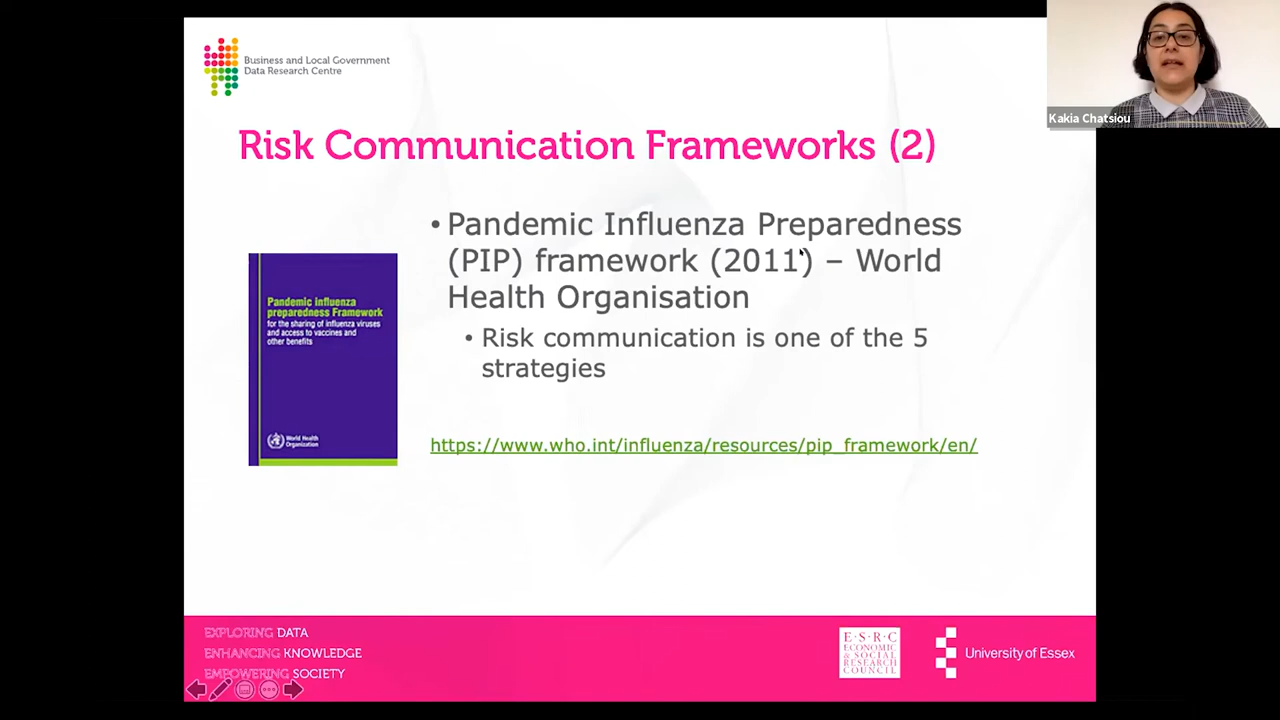 Business and Local Government
Data Research Centre
Kakia Chatsiou
Risk Communication Frameworks (2)
• Pandemic Influenza Preparedness
(PIP) framework (2011) – World
Health Organisation
• Risk communication is one of the 5
strategies
Pandemic influenza
preparedness Framework
for the sharing of influenza viruses
and access to vaccines and
other benefits
World Health
Organization
https://www.who.int/influenza/resources/pip_framework/en/
EXPLORING DATA
ENHANCING KNOWLEDGE
EMPOWERING SOCIETY
E·S·R·C
ECONOMIC
& SOCIAL
RESEARCH
COUNCIL
University of Essex